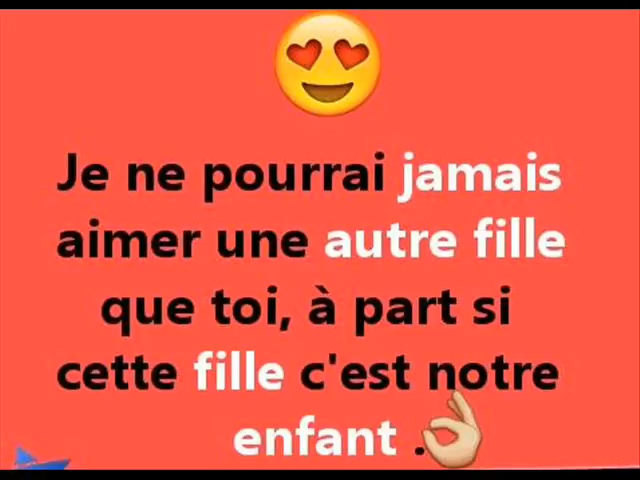 Je ne pourrai jamais
aimer une autre fille
que toi, à part si
cette fille c'est notre
enfant .